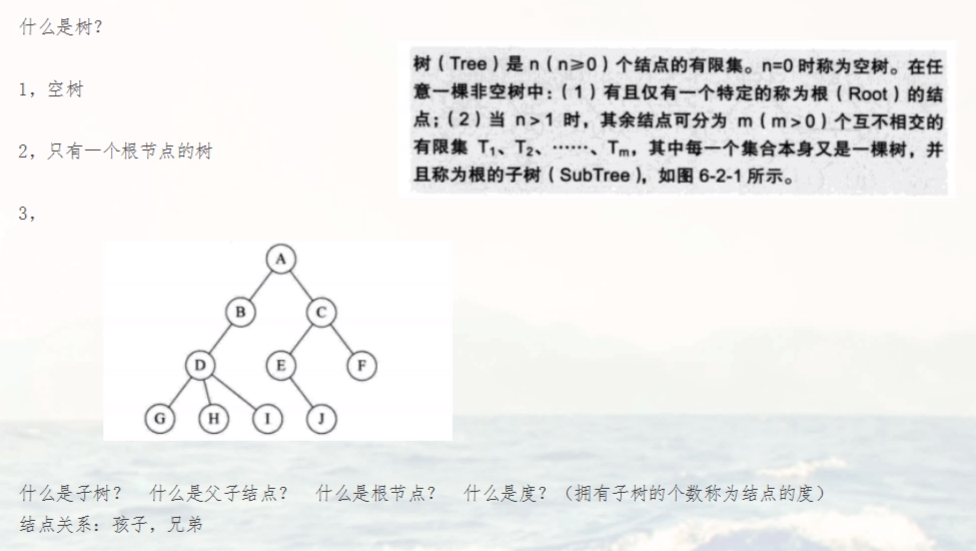 什么是树？
树（Tree）是 n（n≥0）个结点的有限集。n=0 时称为空树。在任
意一棵非空树中：（1）有且仅有一个特定的称为根（Root）的结
点；（2）当 n>1 时，其余结点可分为 m（m>0）个互不相交的
有限集 T₁、T₂、……、Tₘ，其中每一个集合本身又是一棵树，并
且称为根的子树（SubTree），如图 6-2-1 所示。
1，空树
2，只有一个根节点的树
3，
A
B C
D E F
G H I J
什么是子树？ 什么是父子结点？ 什么是根节点？ 什么是度？（拥有子树的个数称为结点的度）
结点关系：孩子，兄弟